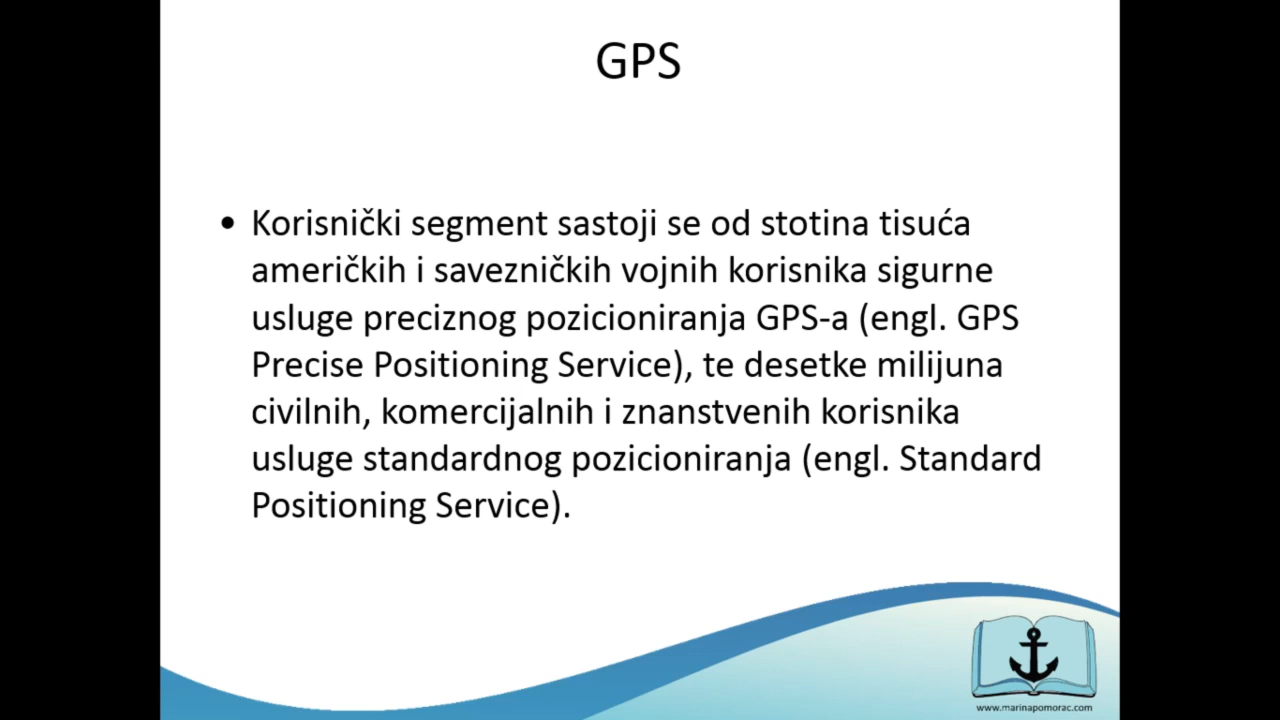 GPS
• Korisnički segment sastoji se od stotina tisuća
američkih i savezničkih vojnih korisnika sigurne
usluge preciznog pozicioniranja GPS-a (engl. GPS
Precise Positioning Service), te desetke milijuna
civilnih, komercijalnih i znanstvenih korisnika
usluge standardnog pozicioniranja (engl. Standard
Positioning Service).
www.marinapomorac.com